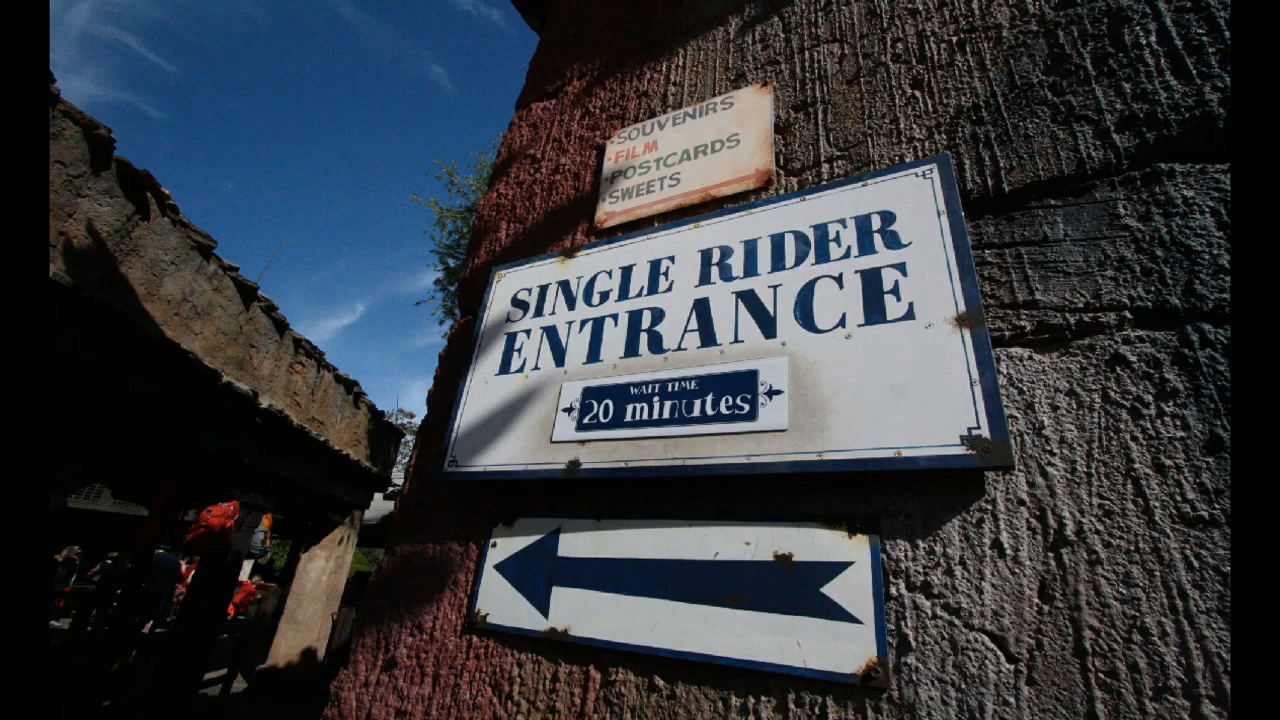 SOUVENIRS
·FILM
·POSTCARDS
·SWEETS
SINGLE RIDER
ENTRANCE
WAIT TIME
20 minutes